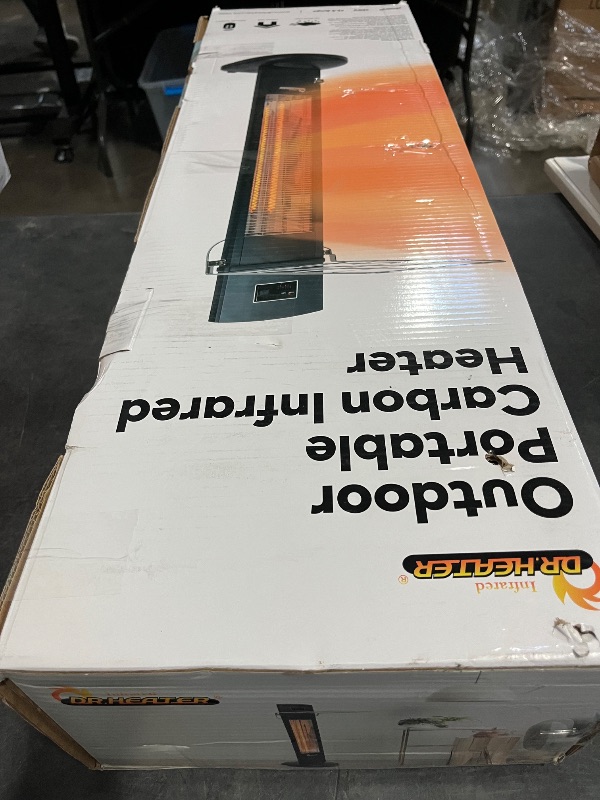 Infrared
DR.HEATER®
Outdoor
Portable
Carbon Infrared
Heater
DR.HEATER